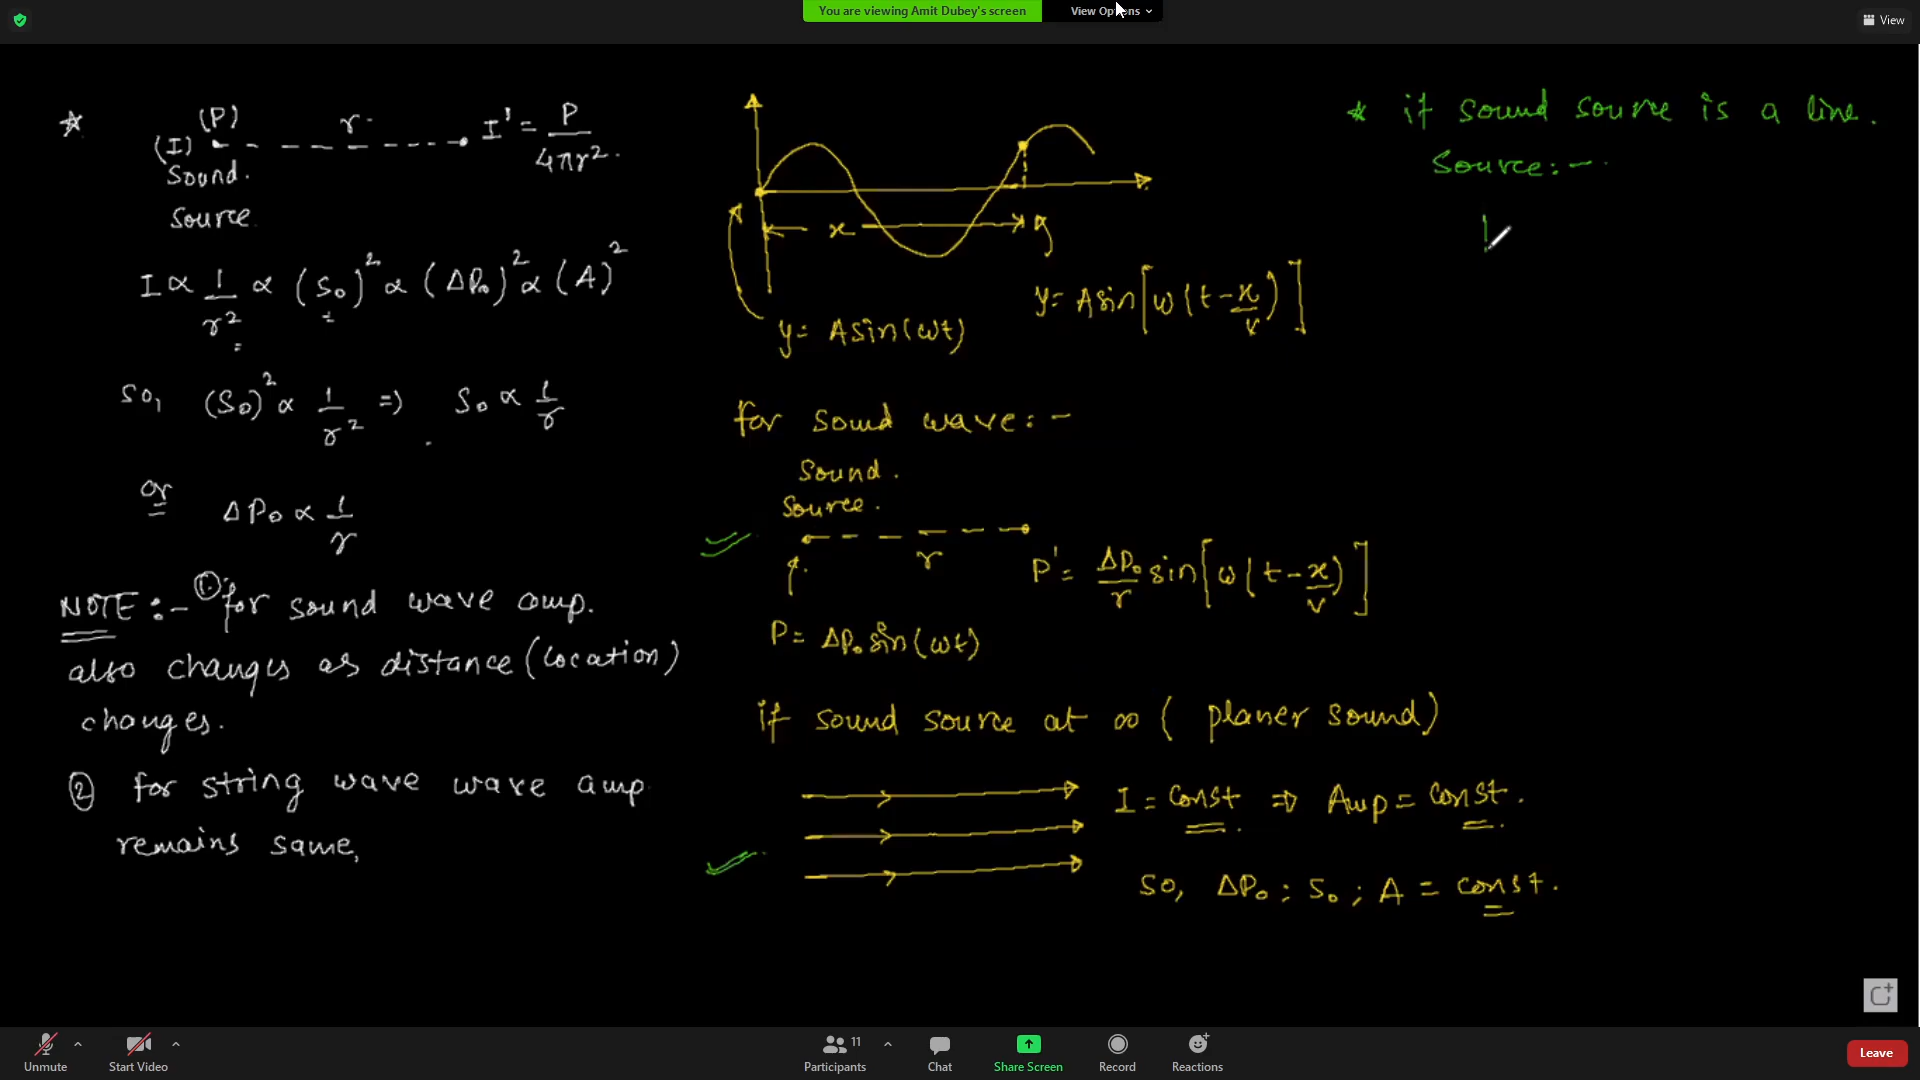 You are viewing Amit Dubey's screen
View Options
View
(P)
(I) r I' = P / 4πr².
Sound.
Source.
I ∝ 1/r² ∝ (S₀)² ∝ (ΔP₀)² ∝ (A)²
So, (S₀)² ∝ 1/r² => S₀ ∝ 1/r
or ΔP₀ ∝ 1/r
NOTE :- ① for sound wave amp.
also changes as distance (location)
changes.
② for string wave wave amp.
remains same,
x y
y = A sin[ω(t - x/v)]
y = A sin(ωt)
for sound wave :-
Sound.
Source.
r
P' = ΔP₀/r sin[ω(t - x/v)]
P = ΔP₀ sin(ωt)
if sound source at ∞ (planer sound)
I = const => Amp = const.
So, ΔP₀ ; S₀ ; A = const.
* if sound source is a line.
Source :-
Unmute
Start Video
Participants 11
Chat
Share Screen
Record
Reactions
Leave